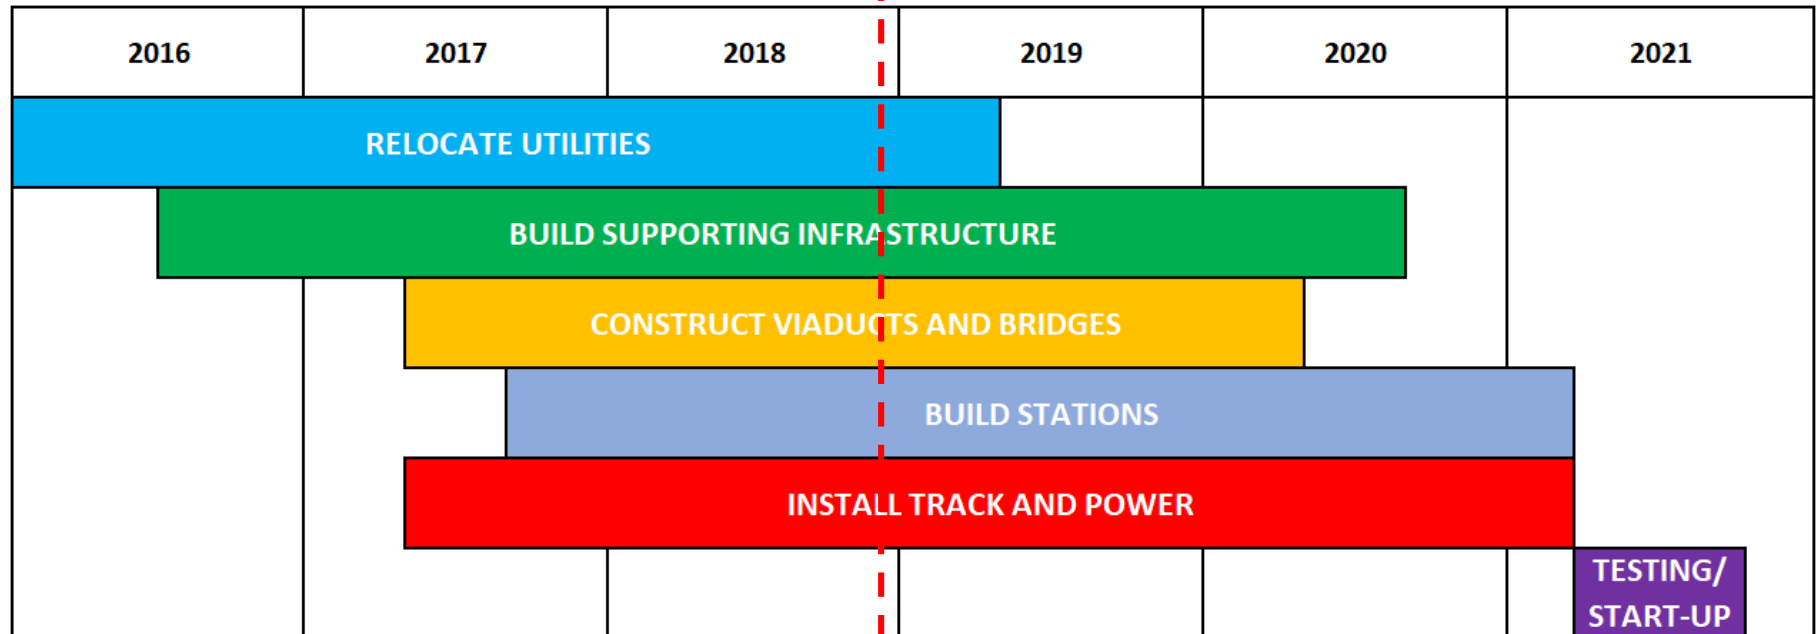 2016 2017 2018 2019 2020 2021
RELOCATE UTILITIES
BUILD SUPPORTING INFRASTRUCTURE
CONSTRUCT VIADUCTS AND BRIDGES
BUILD STATIONS
INSTALL TRACK AND POWER
TESTING/
START-UP